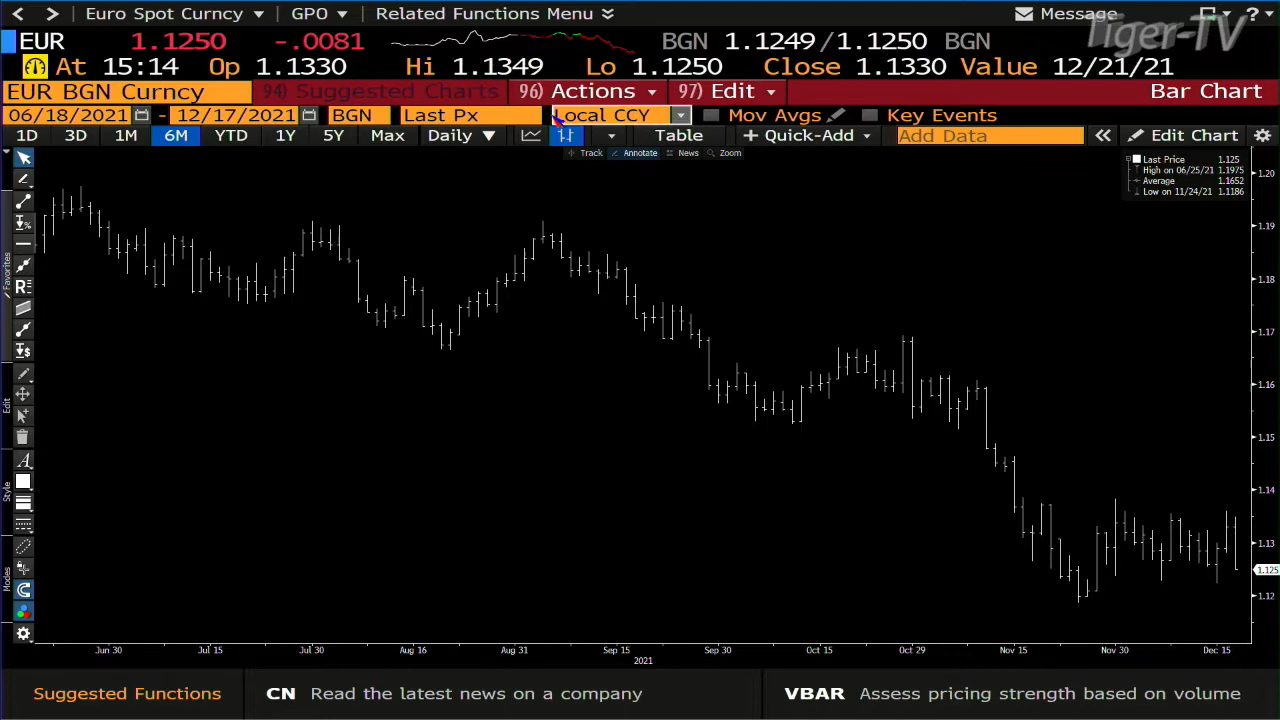 Euro Spot Curncy GPO Related Functions Menu Message ?
Tiger-TV
EUR 1.1250 -.0081 BGN 1.1249/1.1250 BGN
At 15:14 Op 1.1330 Hi 1.1349 Lo 1.1250 Close 1.1330 Value 12/21/21
EUR BGN Curncy 94) Suggested Charts 96) Actions 97) Edit Bar Chart
06/18/2021 - 12/17/2021 BGN Last Px Local CCY Mov Avgs Key Events
1D 3D 1M 6M YTD 1Y 5Y Max Daily Table + Quick-Add Add Data Edit Chart
Track Annotate News Zoom
Last Price 1.125
High on 06/25/21 1.1975
Average 1.1652
Low on 11/24/21 1.1186
Favorites
Edit
Style
Modes
%
R
$
A
1.20
1.19
1.18
1.17
1.16
1.15
1.14
1.13
1.125
1.12
Jun 30 Jul 15 Jul 30 Aug 16 Aug 31 Sep 15 Sep 30 Oct 15 Oct 29 Nov 15 Nov 30 Dec 15
2021
Suggested Functions CN Read the latest news on a company VBAR Assess pricing strength based on volume